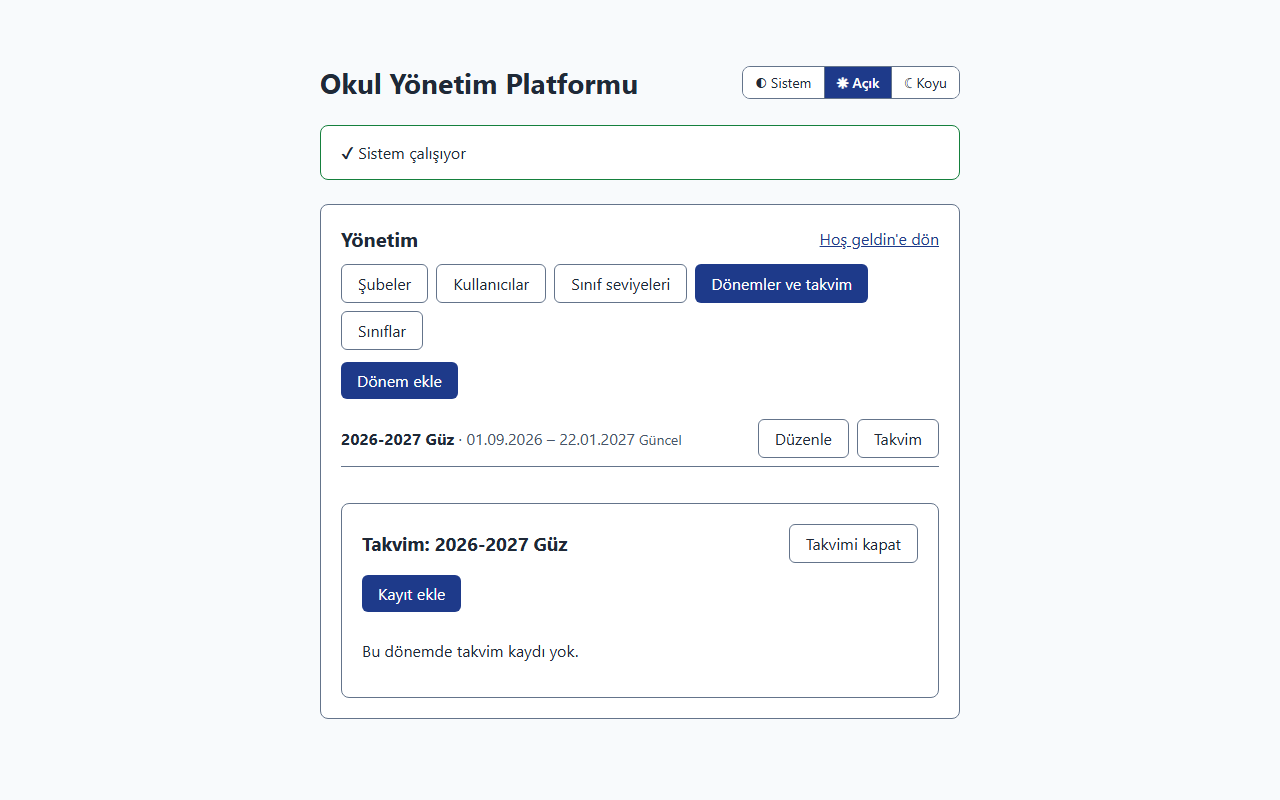 Okul Yönetim Platformu
◐ Sistem ❋ Açık ☾ Koyu
✓ Sistem çalışıyor
Yönetim
Hoş geldin'e dön
Şubeler Kullanıcılar Sınıf seviyeleri Dönemler ve takvim
Sınıflar
Dönem ekle
2026-2027 Güz · 01.09.2026 – 22.01.2027 Güncel
Düzenle Takvim
Takvim: 2026-2027 Güz
Takvimi kapat
Kayıt ekle
Bu dönemde takvim kaydı yok.